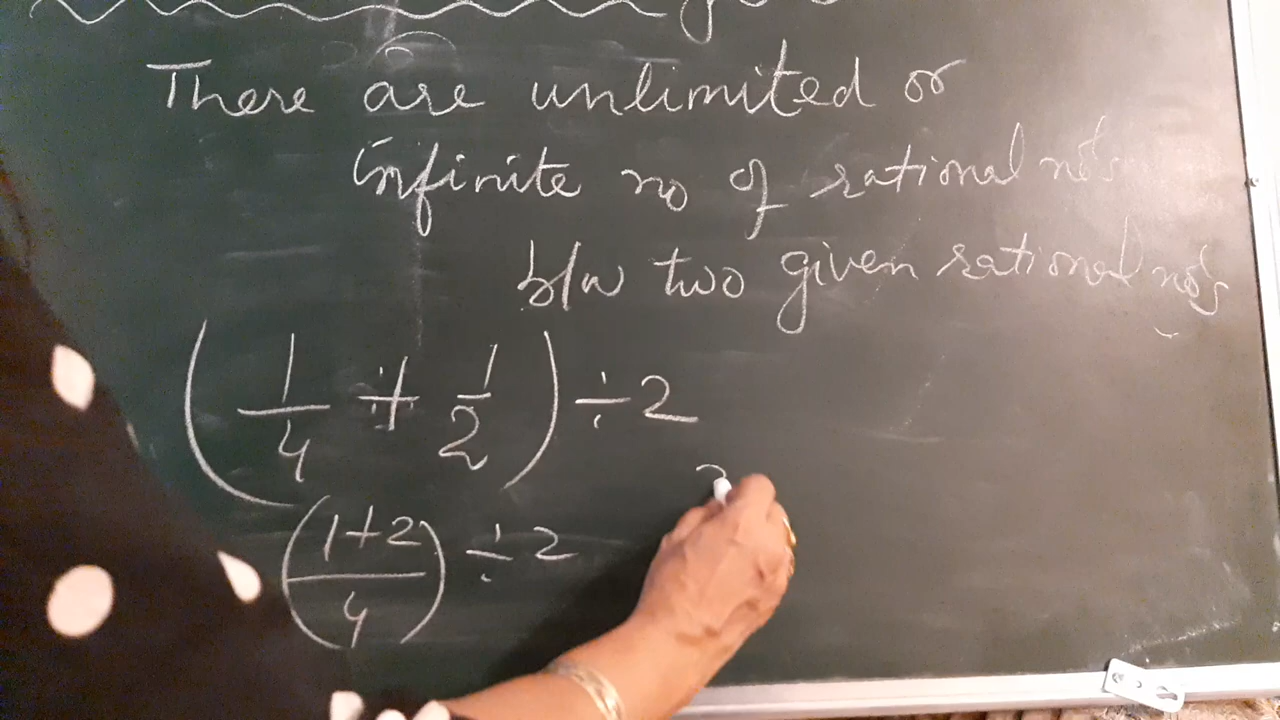 There are unlimited or
infinite no of rational no's
b/w two given rational no's
(1/4 + 1/2) ÷ 2
((1+2)/4) ÷ 2